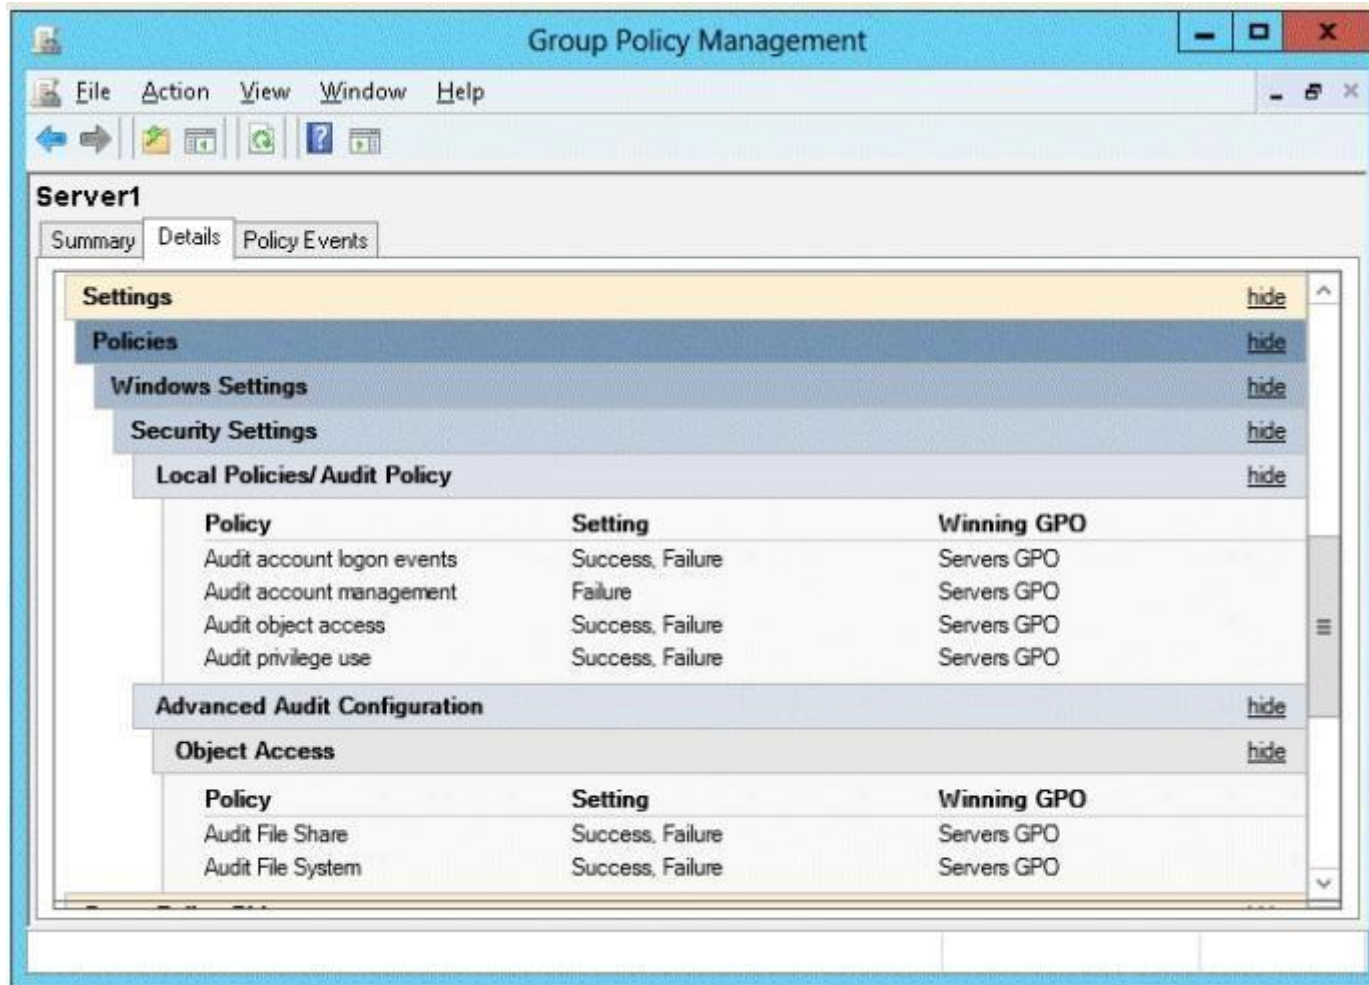 Group Policy Management
File Action View Window Help
Server1
Summary Details Policy Events
Settings hide
Policies hide
Windows Settings hide
Security Settings hide
Local Policies/Audit Policy hide
Policy Setting Winning GPO
Audit account logon events Success, Failure Servers GPO
Audit account management Failure Servers GPO
Audit object access Success, Failure Servers GPO
Audit privilege use Success, Failure Servers GPO
Advanced Audit Configuration hide
Object Access hide
Policy Setting Winning GPO
Audit File Share Success, Failure Servers GPO
Audit File System Success, Failure Servers GPO